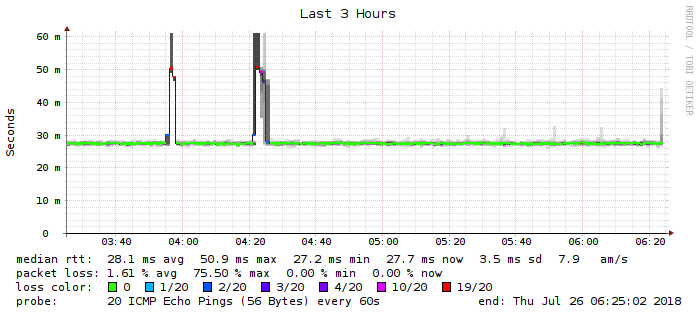 Last 3 Hours
RRDTOOL / TOBI OETIKER
Seconds
60 m
50 m
40 m
30 m
20 m
10 m
0
03:40 04:00 04:20 04:40 05:00 05:20 05:40 06:00 06:20
median rtt: 28.1 ms avg 50.9 ms max 27.2 ms min 27.7 ms now 3.5 ms sd 7.9 am/s
packet loss: 1.61 % avg 75.50 % max 0.00 % min 0.00 % now
loss color: 0 1/20 2/20 3/20 4/20 10/20 19/20
probe: 20 ICMP Echo Pings (56 Bytes) every 60s end: Thu Jul 26 06:25:02 2018